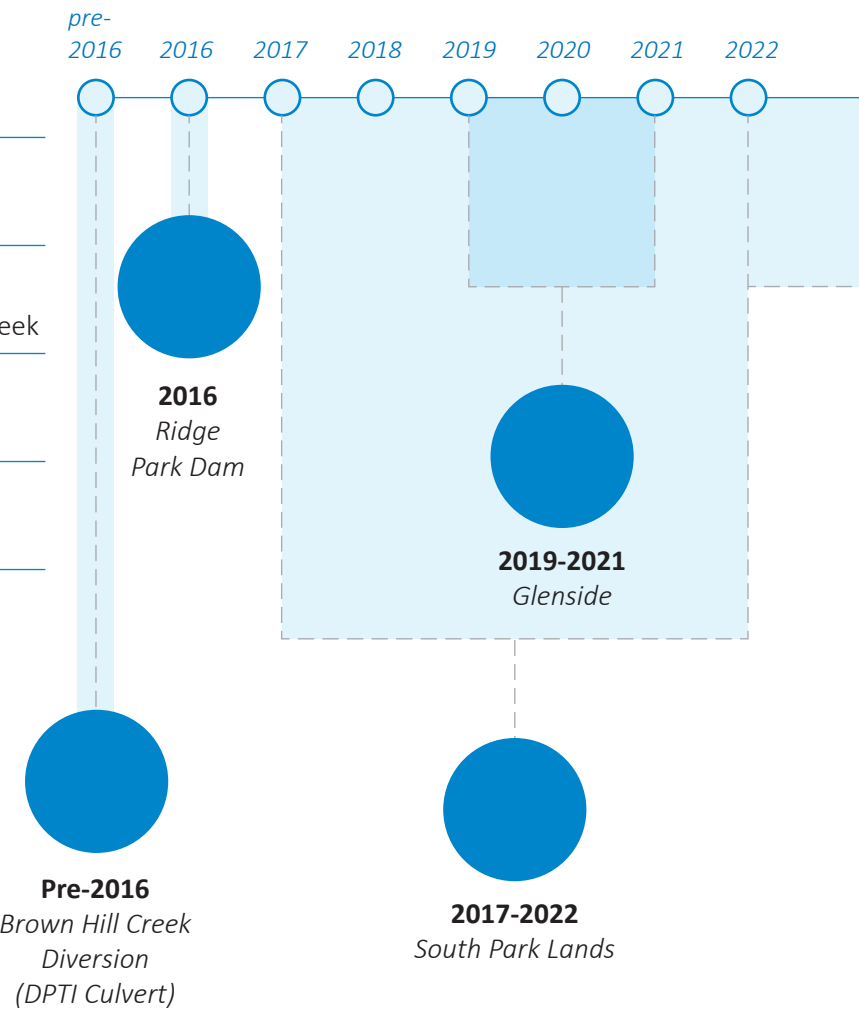 pre-
2016 2016 2017 2018 2019 2020 2021 2022
eek
2016
Ridge
Park Dam
2019-2021
Glenside
Pre-2016
Brown Hill Creek
Diversion
(DPTI Culvert)
2017-2022
South Park Lands